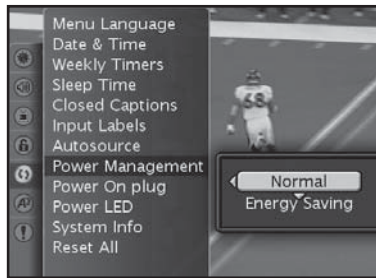 Menu Language
Date & Time
Weekly Timers
Sleep Time
Closed Captions
Input Labels
Autosource
Power Management
Power On plug
Power LED
System Info
Reset All
Normal
Energy Saving